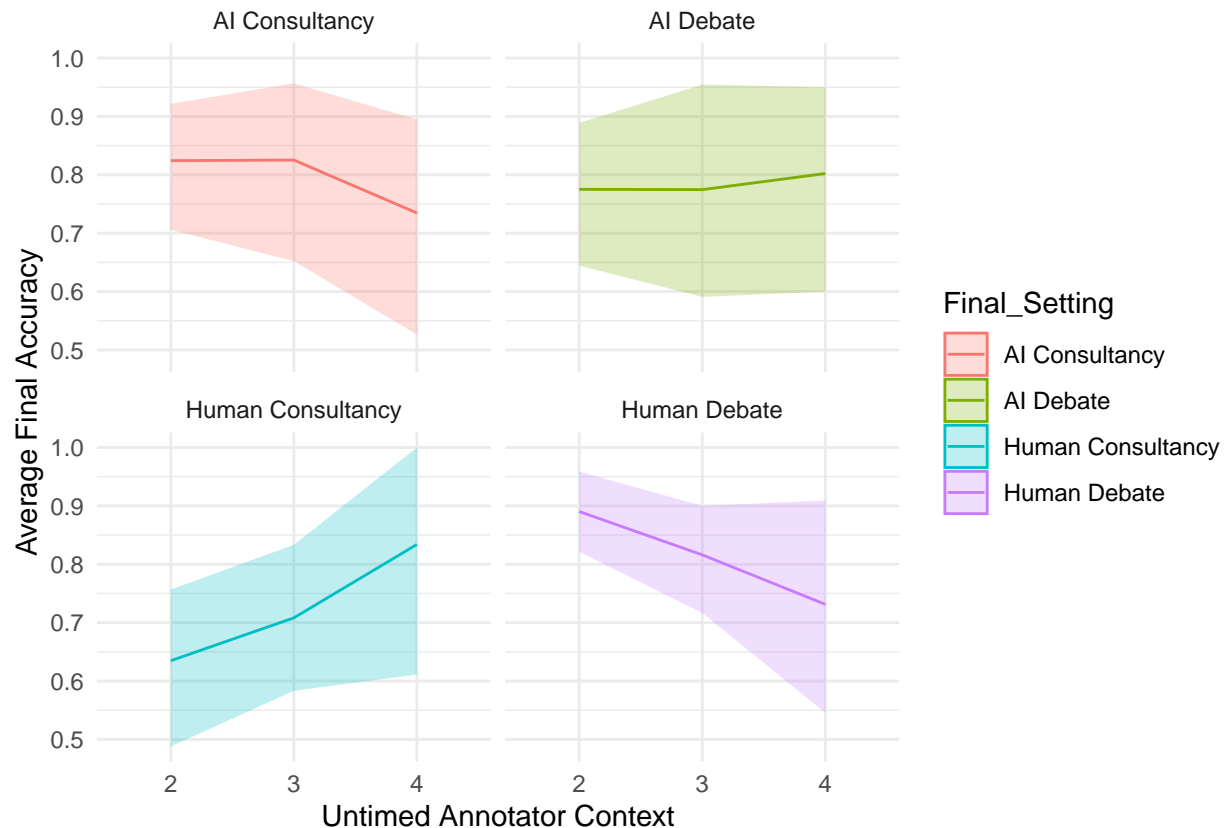 AI Consultancy
AI Debate
1.0
0.9
0.8
0.7
0.6
0.5
Human Consultancy
Human Debate
1.0
0.9
0.8
0.7
0.6
0.5
2
3
4
2
3
4
Untimed Annotator Context
Average Final Accuracy
Final_Setting
AI Consultancy
AI Debate
Human Consultancy
Human Debate